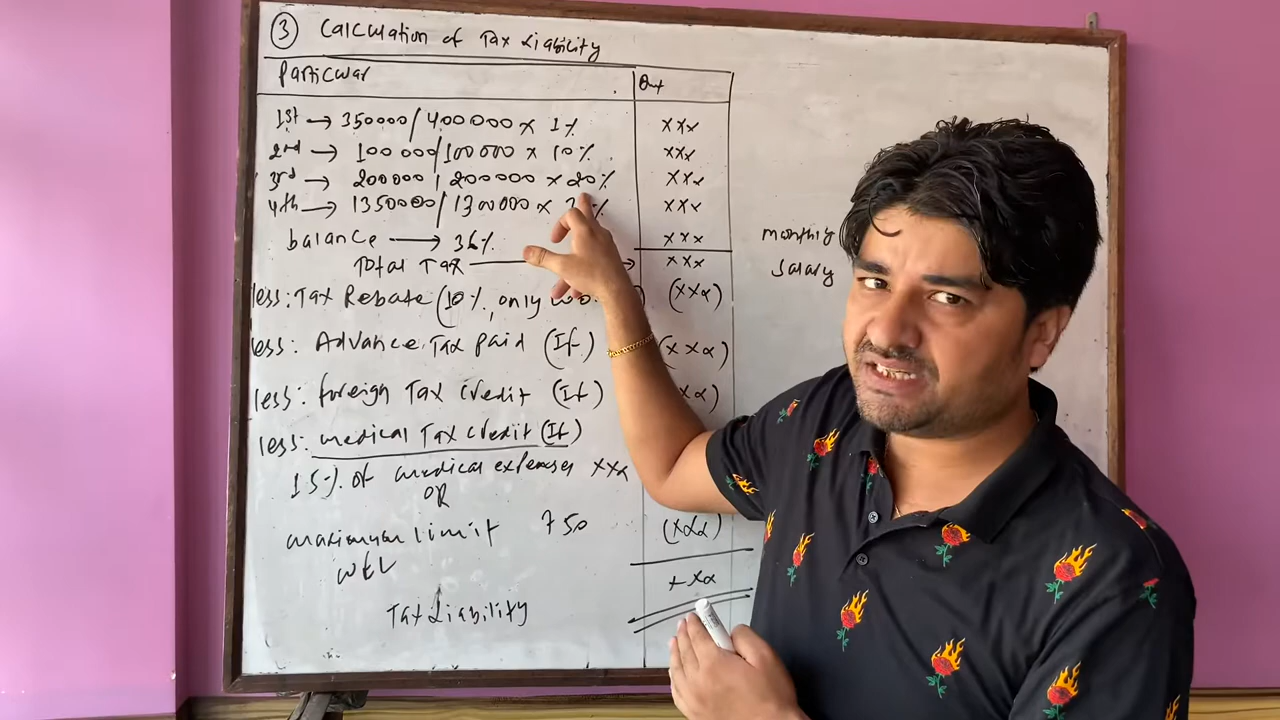 ③ Calculation of Tax Liability
Particular
Amt
1st → 350000/400000 × 1% xxx
2nd → 100000/100000 × 10% xxx
3rd → 200000/200000 × 20% xxx
4th → 1350000/1300000 × % xxx
balance → 36% xxx
Total Tax → xxx
less: Tax Rebate (10%, only (xxx)
less: Advance Tax paid (If) (xxx)
less: foreign Tax credit (If) xx)
less: medical Tax credit (If)
15% of medical expenses xxx
OR
maximum limit 750 (xxx)
WEL
xxx
Tax Liability
monthly
Salary